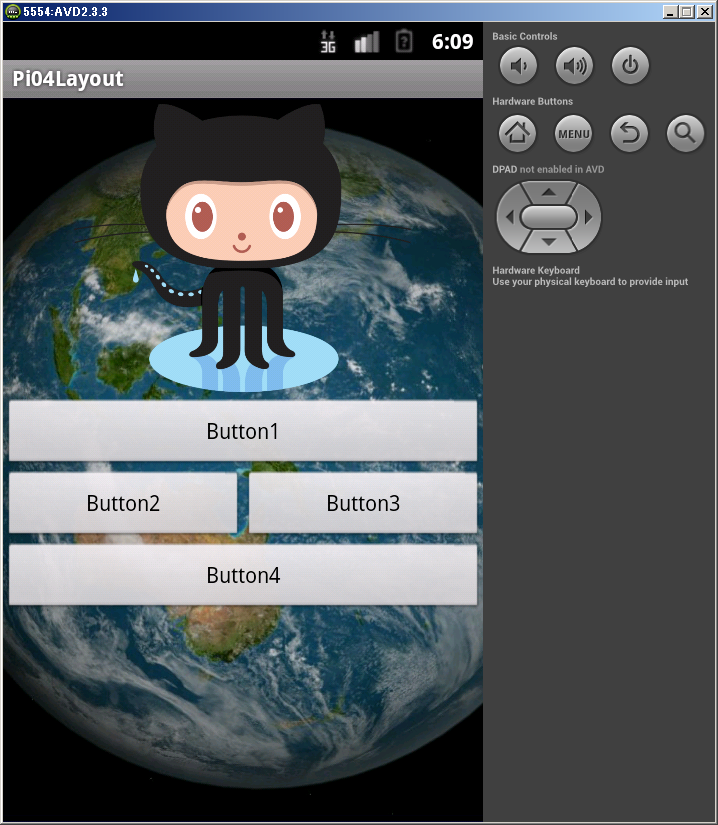 5554:AVD2.3.3
3G
6:09
Pi04Layout
Button1
Button2
Button3
Button4
Basic Controls
Hardware Buttons
MENU
DPAD not enabled in AVD
Hardware Keyboard
Use your physical keyboard to provide input